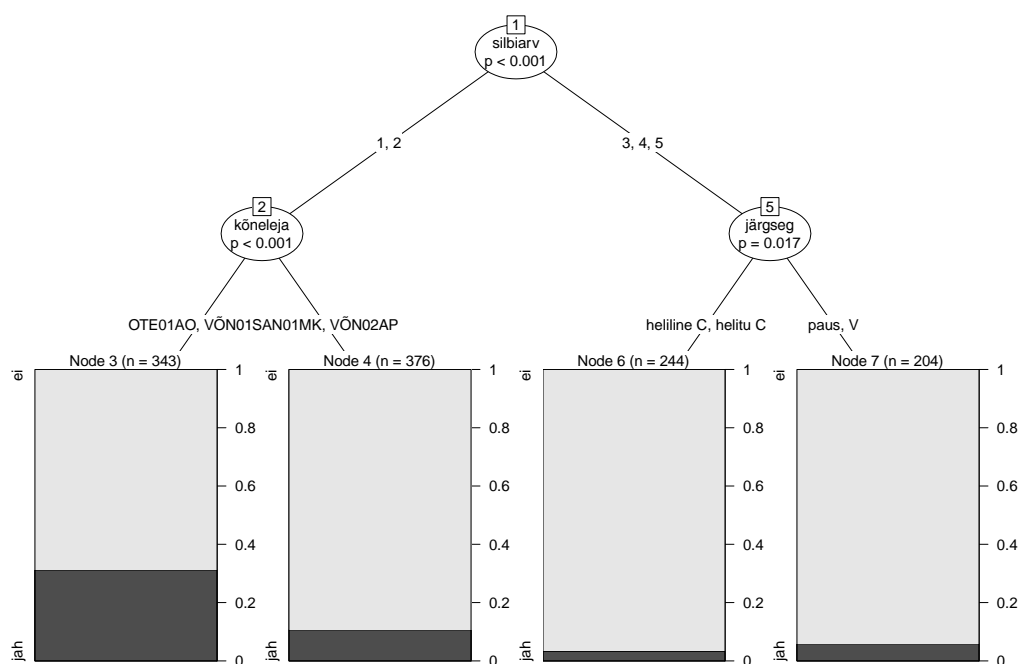 1
silbiarv
p < 0.001
1, 2
3, 4, 5
2
kõneleja
p < 0.001
5
järgseg
p = 0.017
OTE01AO, VÕN01SAN01MK, VÕN02AP
heliline C, helitu C
paus, V
Node 3 (n = 343)
ei
jah
1
0.8
0.6
0.4
0.2
0
Node 4 (n = 376)
ei
jah
1
0.8
0.6
0.4
0.2
0
Node 6 (n = 244)
ei
jah
1
0.8
0.6
0.4
0.2
0
Node 7 (n = 204)
ei
jah
1
0.8
0.6
0.4
0.2
0